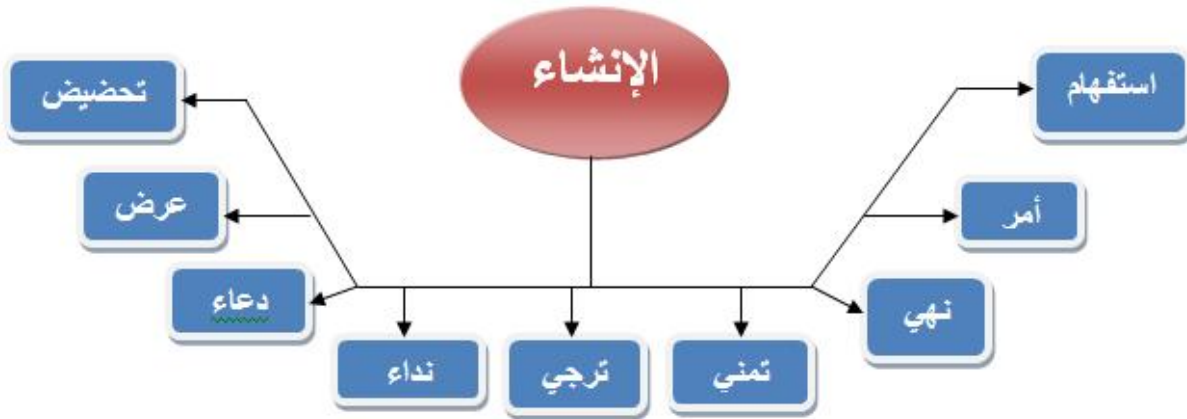 الإنشاء
استفهام
أمر
نهي
تمني
ترجي
نداء
دعاء
عرض
تحضيض